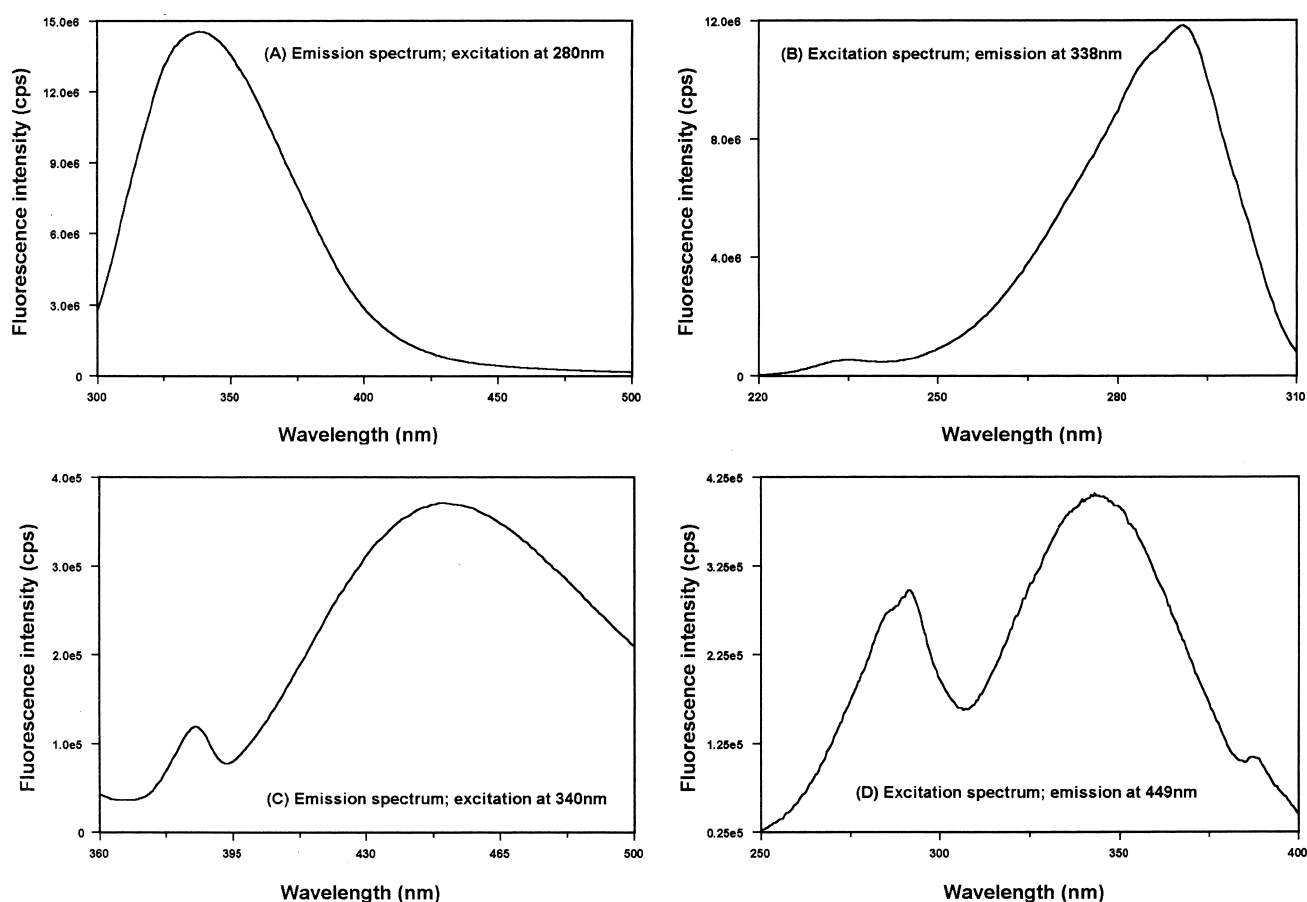 15.0e6
12.0e6
9.0e6
6.0e6
3.0e6
0
Fluorescence intensity (cps)
(A) Emission spectrum; excitation at 280nm
300 350 400 450 500
Wavelength (nm)
12.0e6
8.0e6
4.0e6
0
Fluorescence intensity (cps)
(B) Excitation spectrum; emission at 338nm
220 250 280 310
Wavelength (nm)
4.0e5
3.0e5
2.0e5
1.0e5
0
Fluorescence intensity (cps)
(C) Emission spectrum; excitation at 340nm
360 395 430 465 500
Wavelength (nm)
4.25e5
3.25e5
2.25e5
1.25e5
0.25e5
Fluorescence intensity (cps)
(D) Excitation spectrum; emission at 449nm
250 300 350 400
Wavelength (nm)